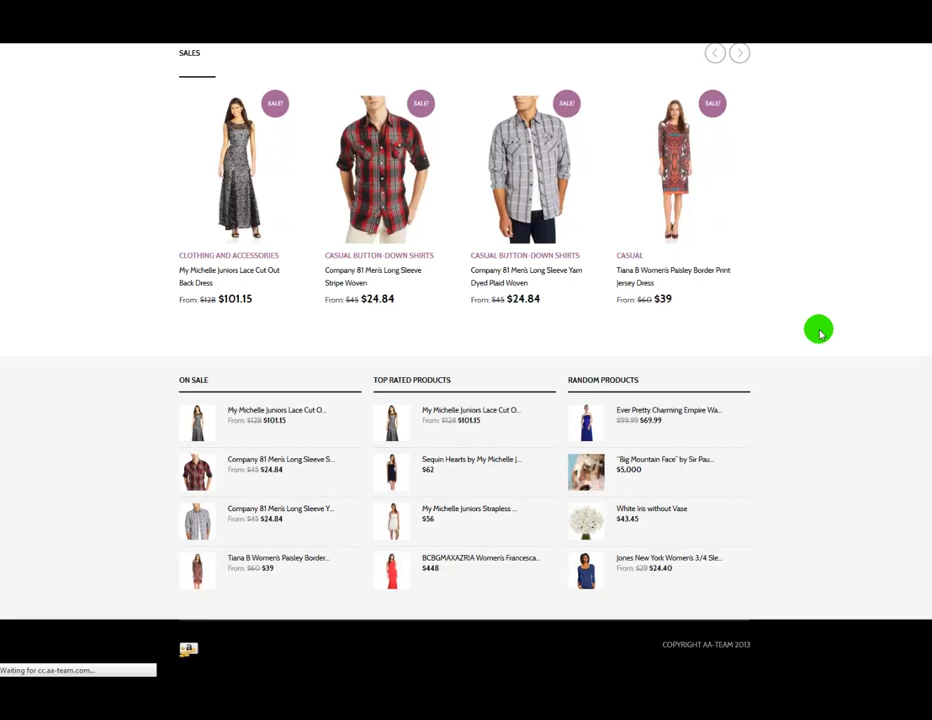 SALES
SALE!
SALE!
SALE!
SALE!
CLOTHING AND ACCESSORIES
My Michelle Juniors Lace Cut Out
Back Dress
From: $128 $101.15
CASUAL BUTTON-DOWN SHIRTS
Company 81 Men's Long Sleeve
Stripe Woven
From: $45 $24.84
CASUAL BUTTON-DOWN SHIRTS
Company 81 Men's Long Sleeve Yarn
Dyed Plaid Woven
From: $45 $24.84
CASUAL
Tiana B Women's Paisley Border Print
Jersey Dress
From: $60 $39
ON SALE
My Michelle Juniors Lace Cut O...
From: $128 $101.15
Company 81 Men's Long Sleeve S...
From: $45 $24.84
Company 81 Men's Long Sleeve Y...
From: $45 $24.84
Tiana B Women's Paisley Border...
From: $60 $39
TOP RATED PRODUCTS
My Michelle Juniors Lace Cut O...
From: $128 $101.15
Sequin Hearts by My Michelle J...
$62
My Michelle Juniors Strapless ...
$56
BCBGMAXAZRIA Women's Francesca...
$448
RANDOM PRODUCTS
Ever Pretty Charming Empire Wa...
$99.99 $69.99
"Big Mountain Face" by Sir Pau...
$5,000
White Iris without Vase
$43.45
Jones New York Women's 3/4 Sle...
From: $39 $24.40
a
COPYRIGHT AA-TEAM 2013
Waiting for cc.aa-team.com...